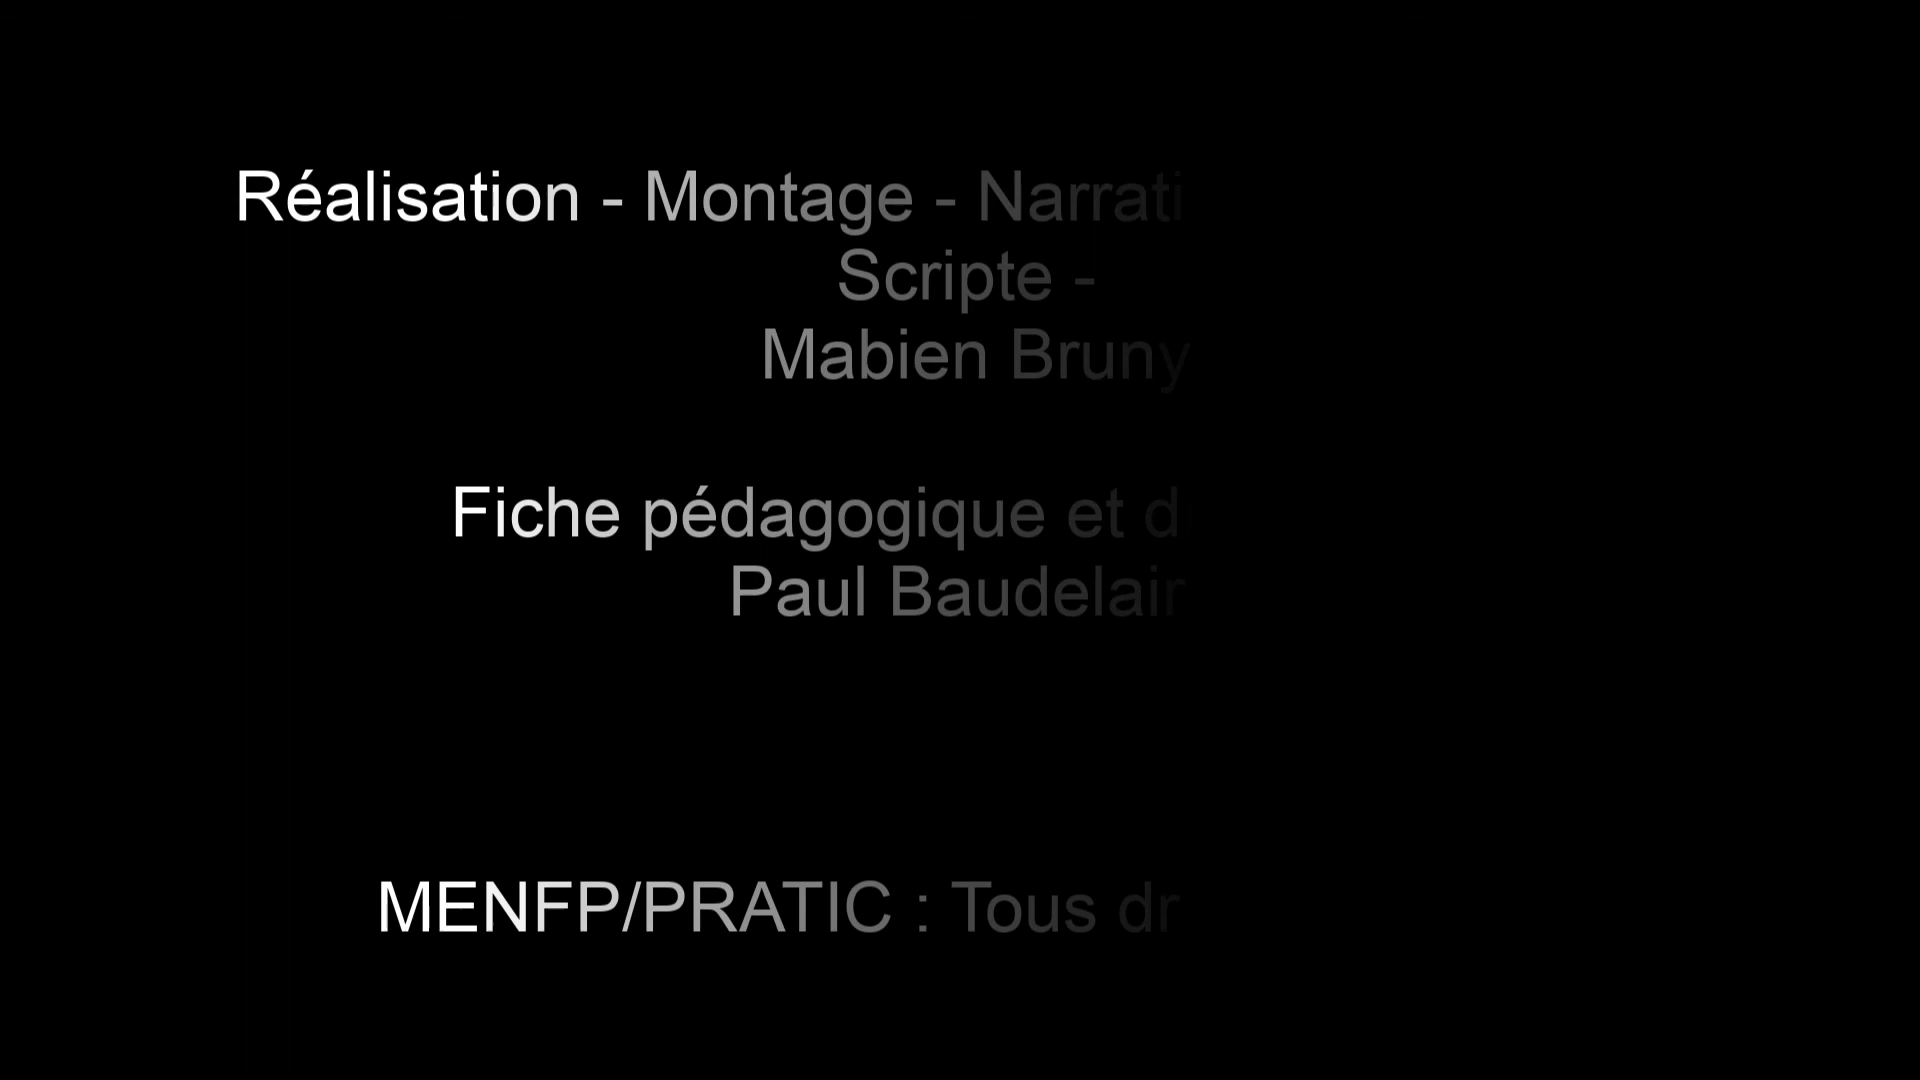 Réalisation - Montage - Narrati
Scripte -
Mabien Bruny
Fiche pédagogique et d
Paul Baudelair
MENFP/PRATIC : Tous dr